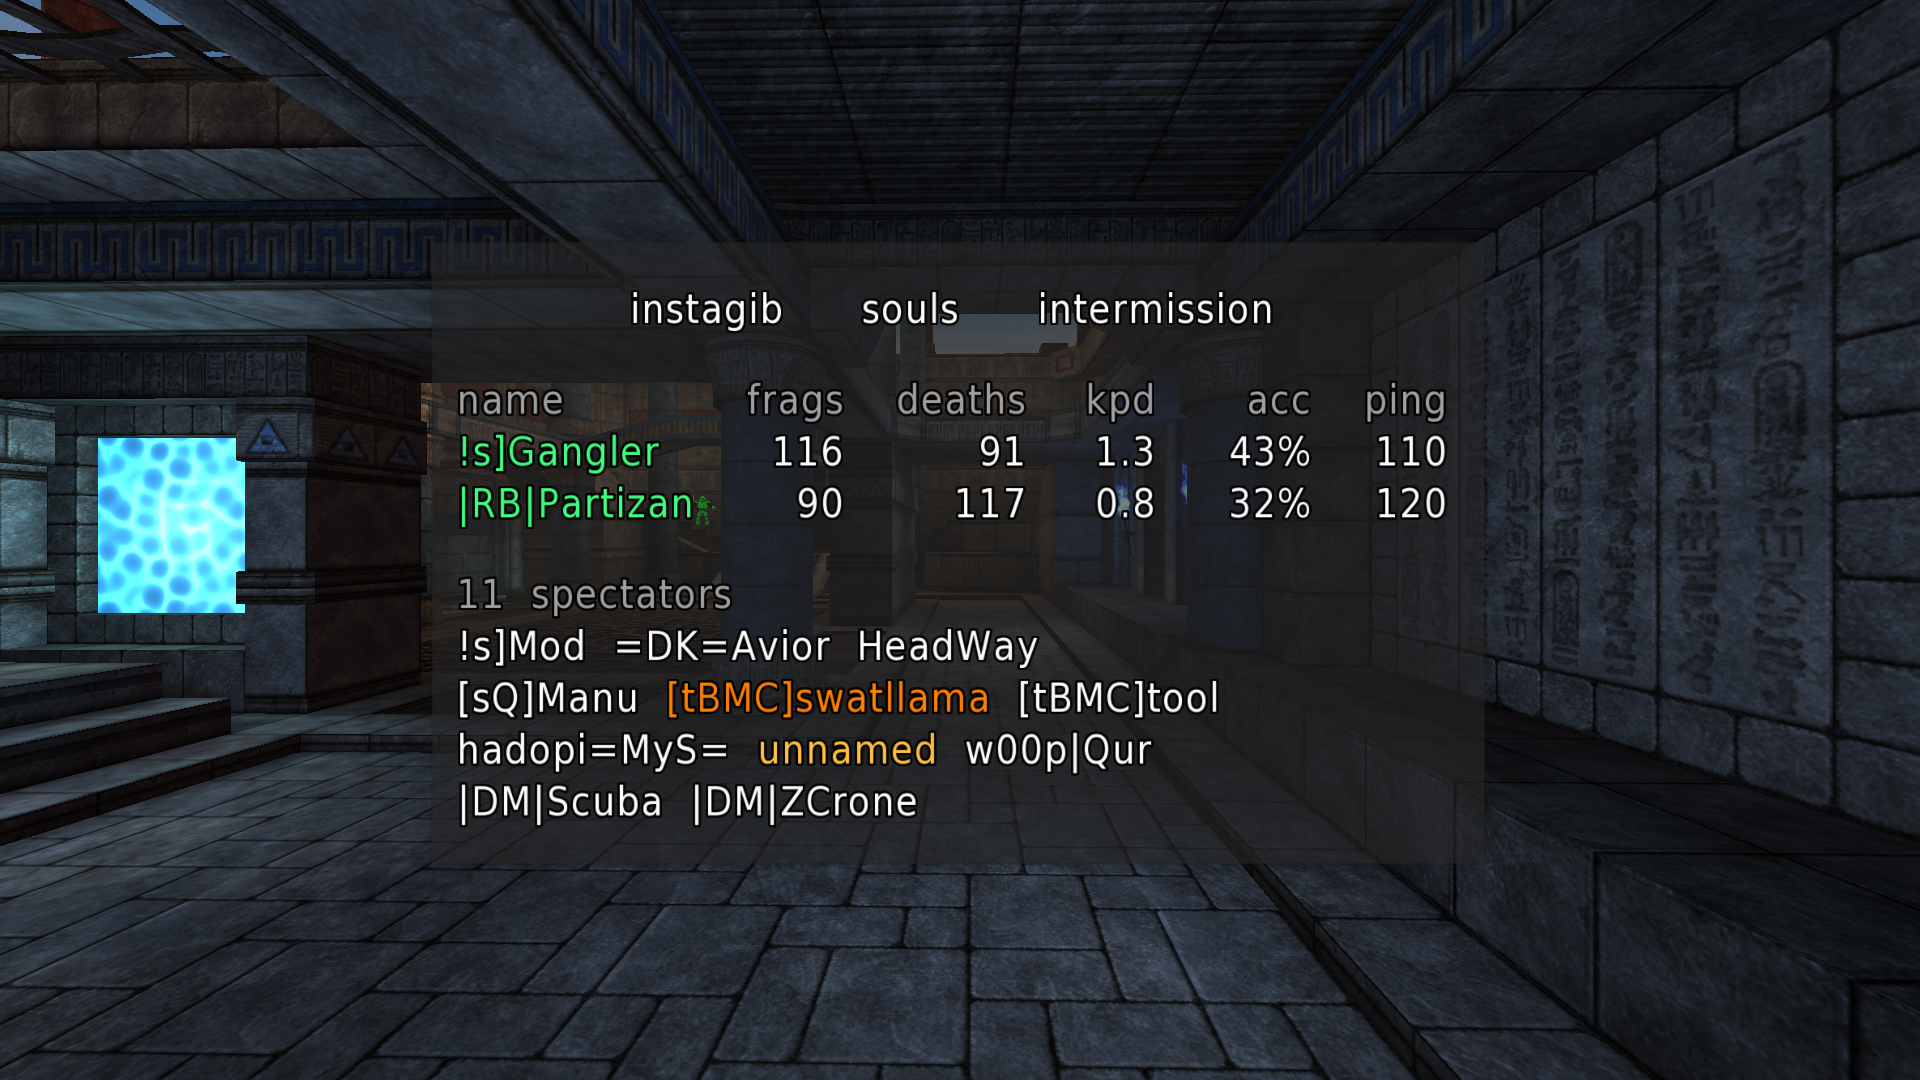 instagib souls intermission
name frags deaths kpd acc ping
!s]Gangler 116 91 1.3 43% 110
|RB|Partizan 90 117 0.8 32% 120
11 spectators
!s]Mod =DK=Avior HeadWay
[sQ]Manu [tBMC]swatllama [tBMC]tool
hadopi=MyS= unnamed w00p|Qur
|DM|Scuba |DM|ZCrone